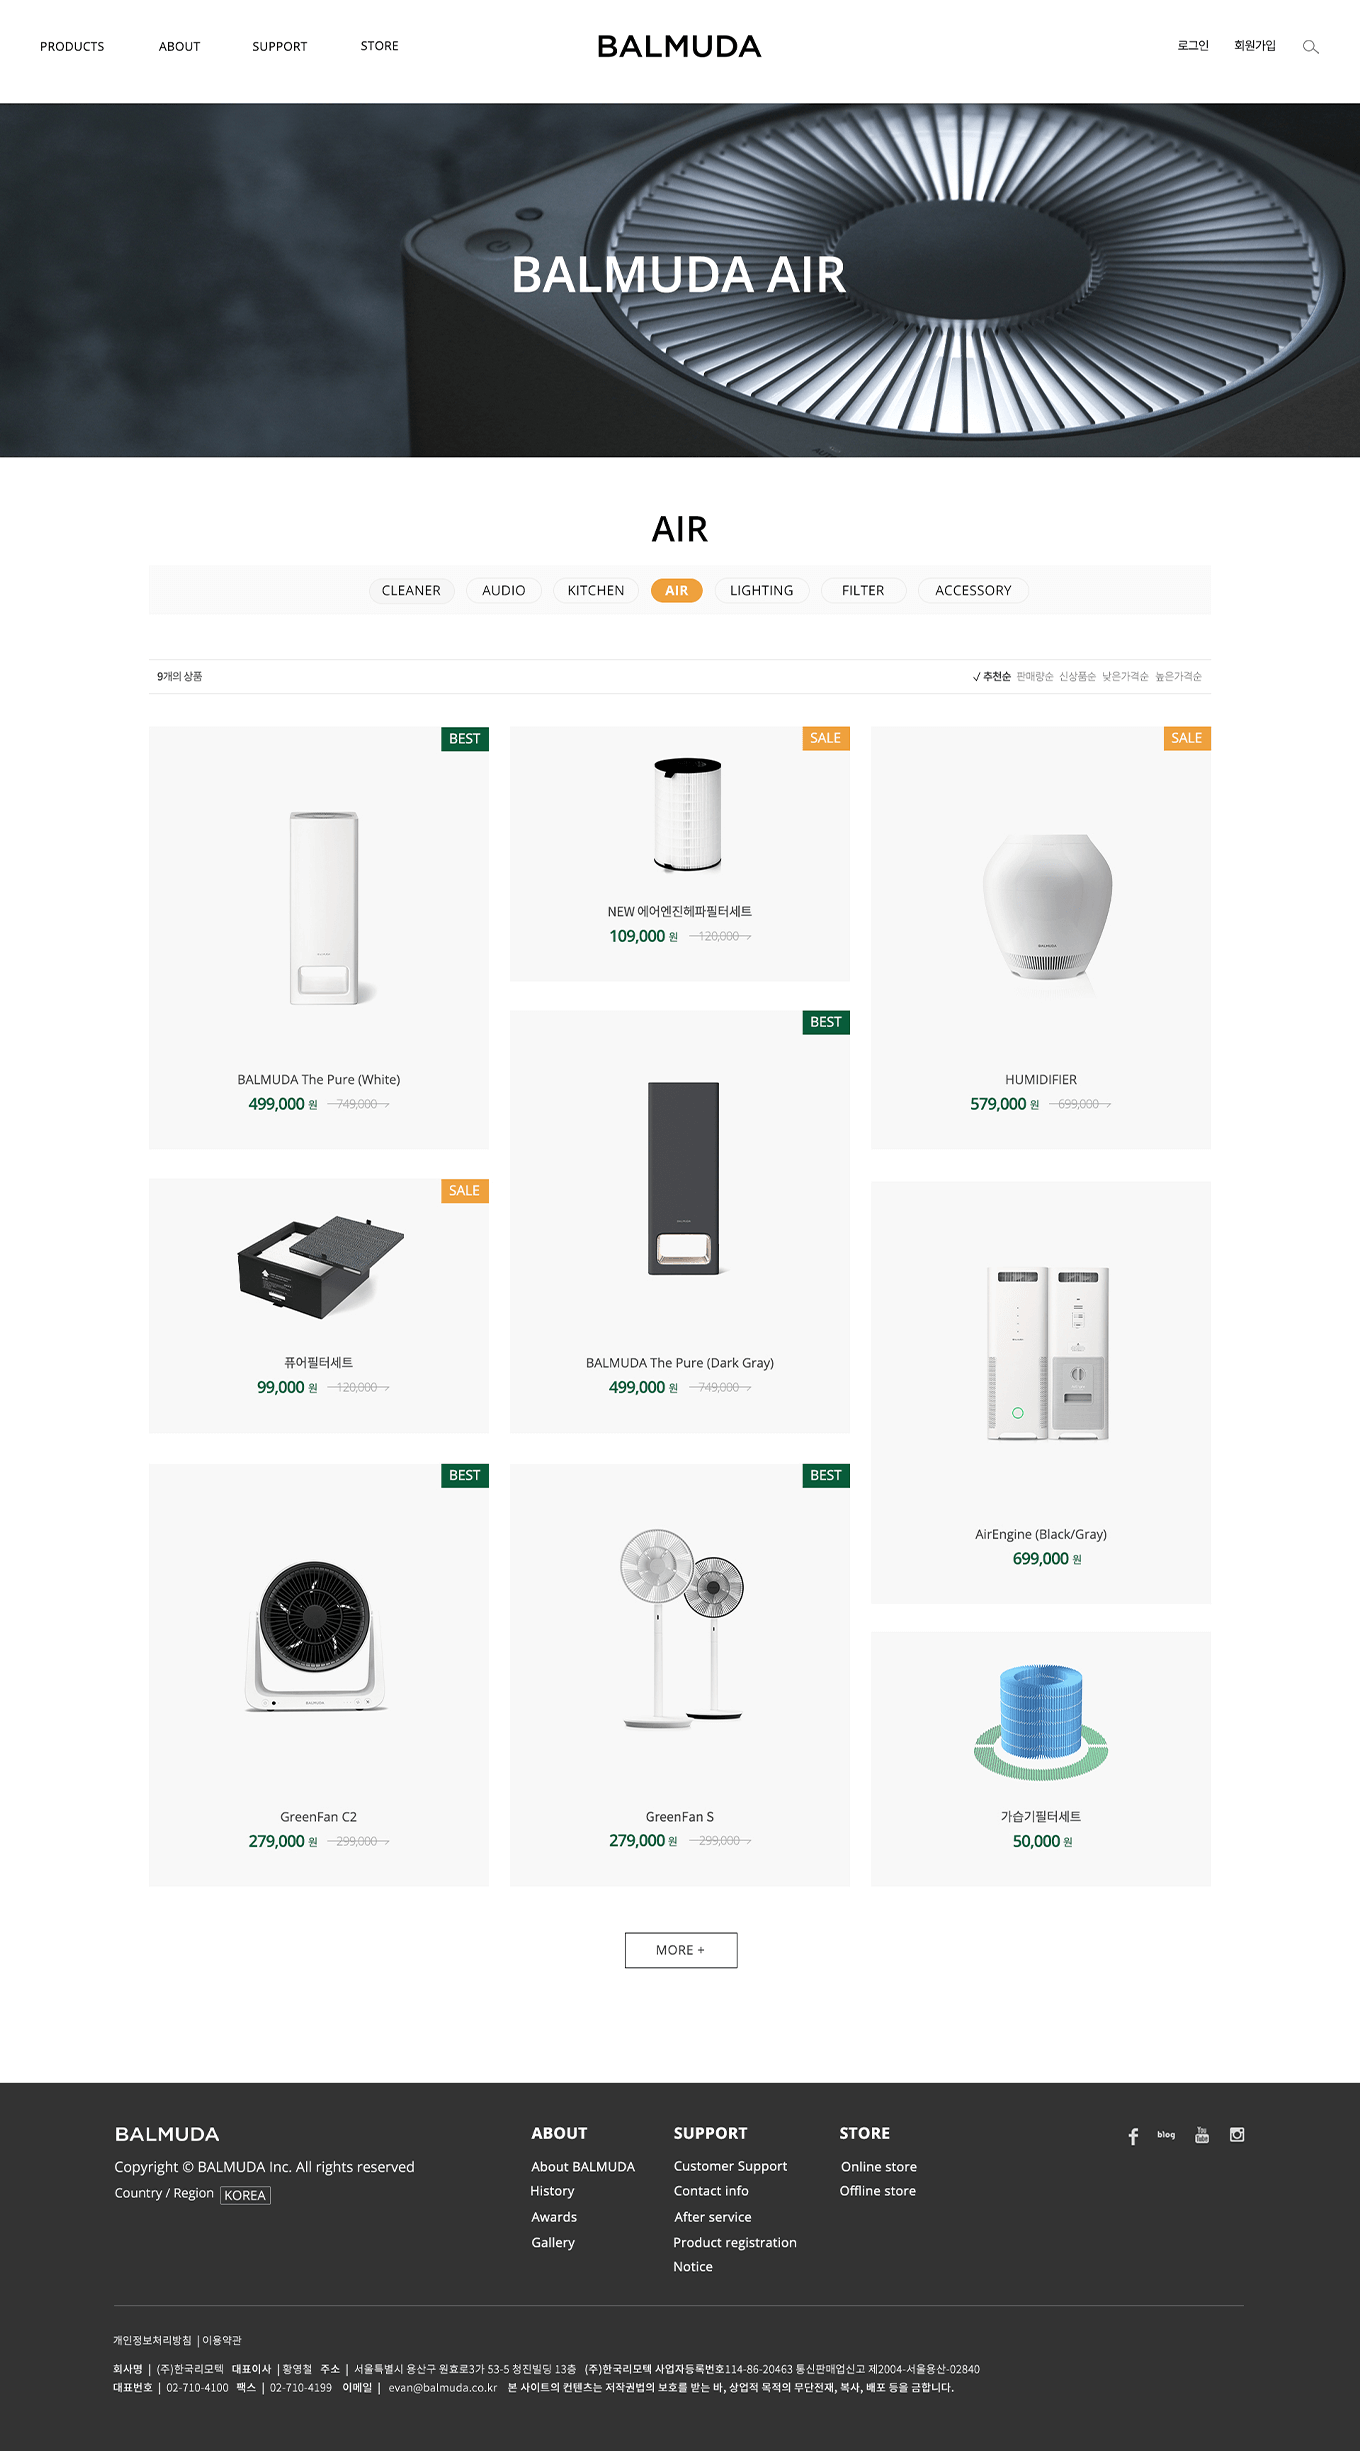 PRODUCTS ABOUT SUPPORT STORE BALMUDA 로그인 회원가입
BALMUDA AIR
AIR
CLEANER AUDIO KITCHEN AIR LIGHTING FILTER ACCESSORY
9개의 상품 ✓ 추천순 판매량순 신상품순 낮은가격순 높은가격순
BEST
BALMUDA The Pure (White)
499,000 원 749,000
SALE
NEW 에어엔진헤파필터세트
109,000 원 120,000
SALE
BALMUDA
HUMIDIFIER
579,000 원 699,000
SALE
퓨어필터세트
99,000 원 120,000
BEST
BALMUDA
BALMUDA The Pure (Dark Gray)
499,000 원 749,000
AirEngine (Black/Gray)
699,000 원
BEST
BALMUDA
GreenFan C2
279,000 원 299,000
BEST
GreenFan S
279,000 원 299,000
가습기필터세트
50,000 원
MORE +
BALMUDA
Copyright © BALMUDA Inc. All rights reserved
Country / Region KOREA
ABOUT
About BALMUDA
History
Awards
Gallery
SUPPORT
Customer Support
Contact info
After service
Product registration
Notice
STORE
Online store
Offline store
f blog You Tube
개인정보처리방침 | 이용약관
회사명 | (주)한국리모텍 대표이사 | 황영철 주소 | 서울특별시 용산구 원효로3가 53-5 청진빌딩 13층 (주)한국리모텍 사업자등록번호114-86-20463 통신판매업신고 제2004-서울용산-02840
대표번호 | 02-710-4100 팩스 | 02-710-4199 이메일 | evan@balmuda.co.kr 본 사이트의 컨텐츠는 저작권법의 보호를 받는 바, 상업적 목적의 무단전재, 복사, 배포 등을 금합니다.